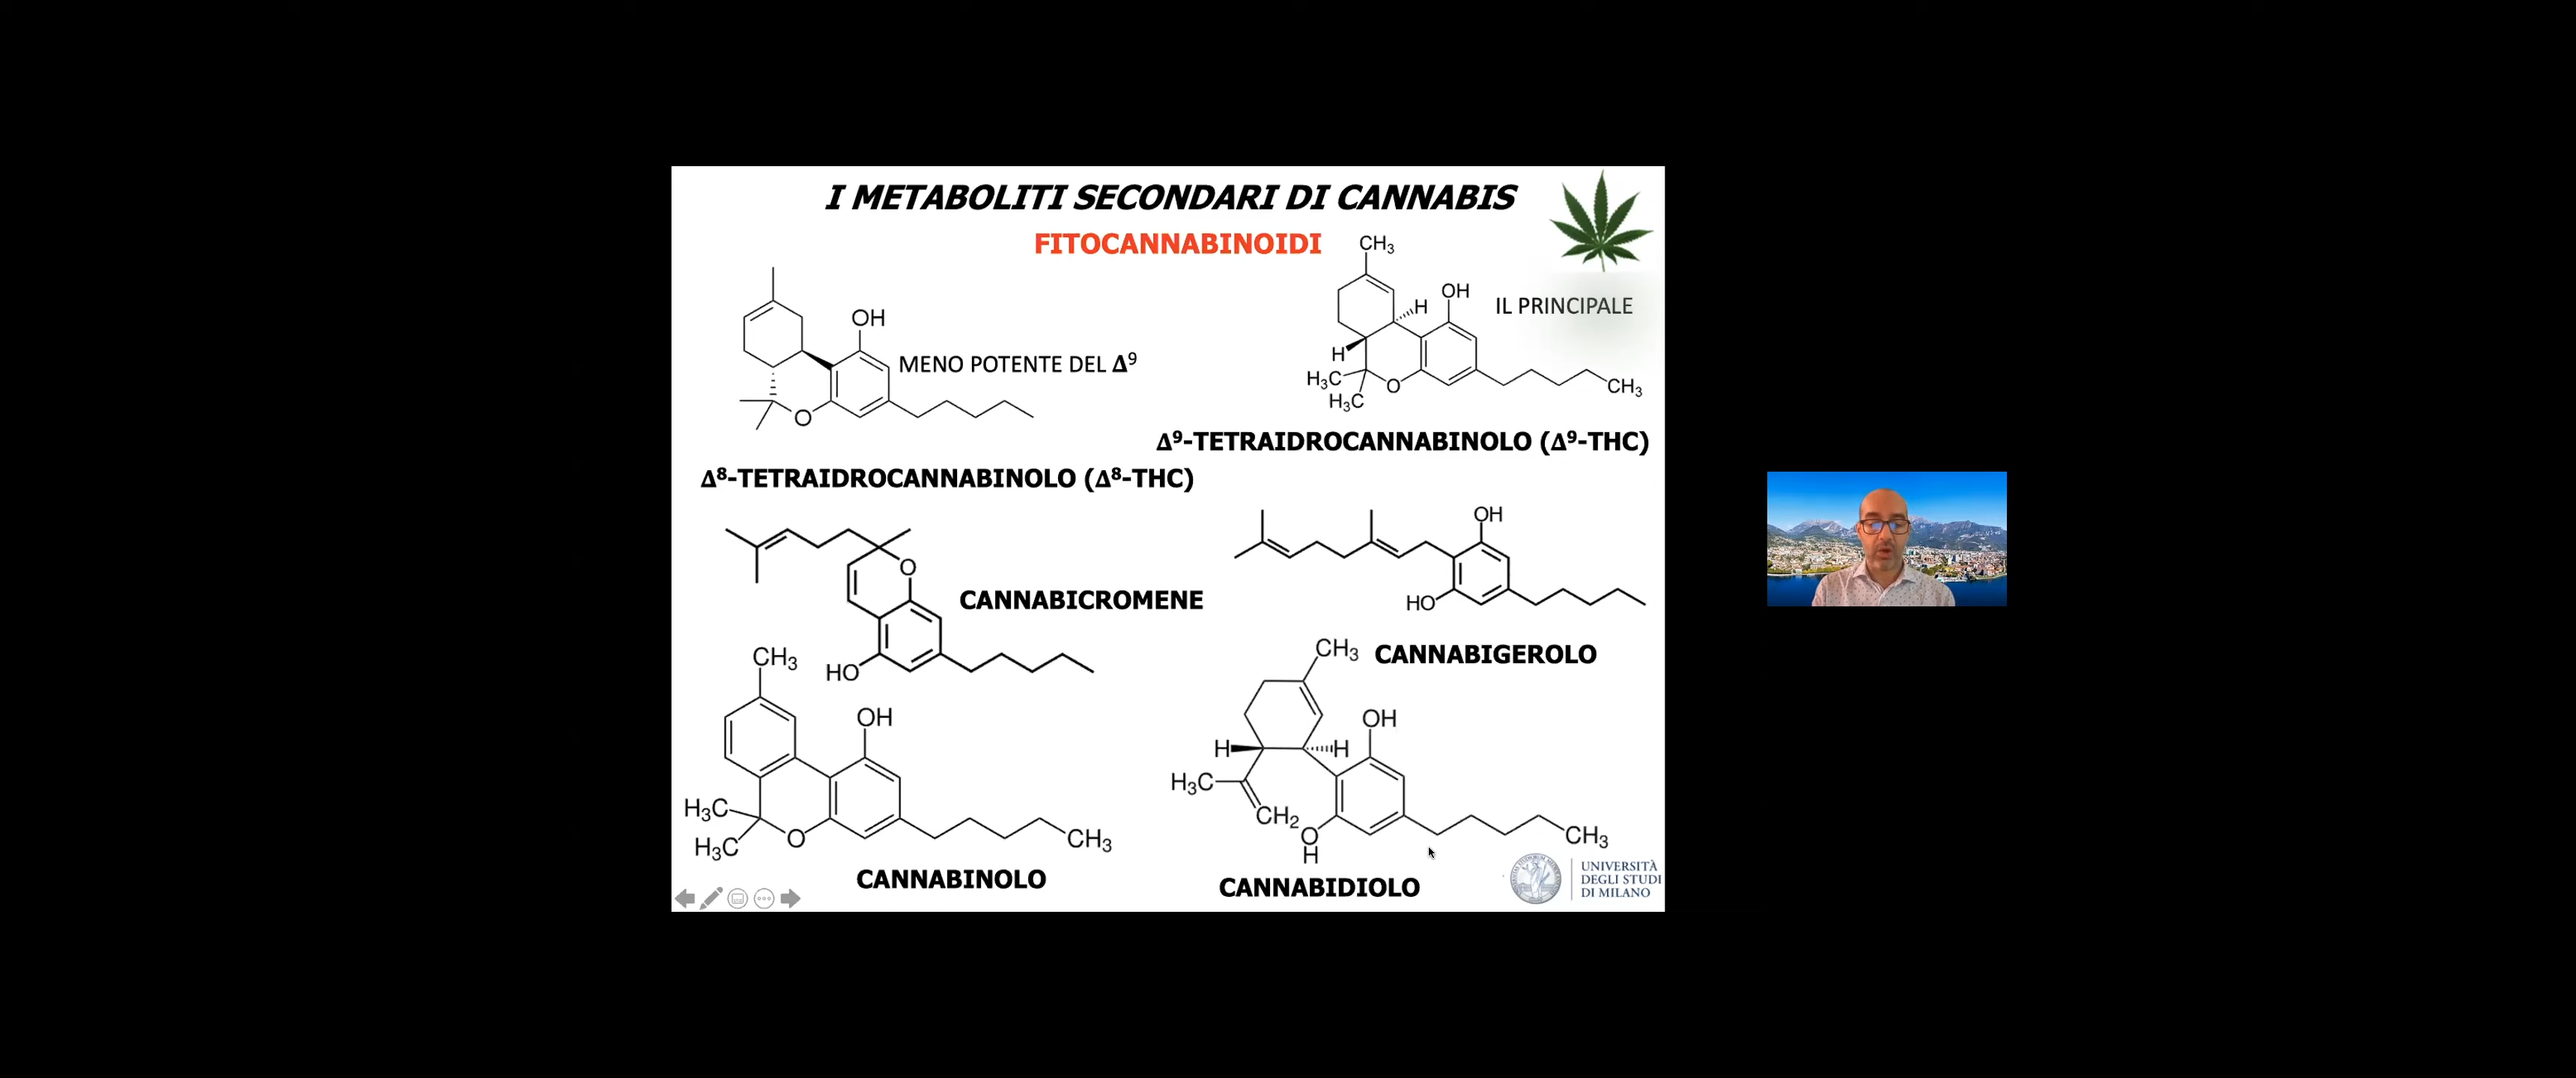 I METABOLITI SECONDARI DI CANNABIS
FITOCANNABINOIDI
OH
MENO POTENTE DEL Δ⁹
O
Δ⁸-TETRAIDROCANNABINOLO (Δ⁸-THC)
CH₃
H
OH
IL PRINCIPALE
H
H₃C
H₃C
O
CH₃
Δ⁹-TETRAIDROCANNABINOLO (Δ⁹-THC)
O
HO
CANNABICROMENE
OH
HO
CANNABIGEROLO
CH₃
OH
H₃C
H₃C
O
CH₃
CANNABINOLO
CH₃
OH
H
H
H₃C
CH₂
O
H
CH₃
CANNABIDIOLO
UNIVERSITÀ
DEGLI STUDI
DI MILANO